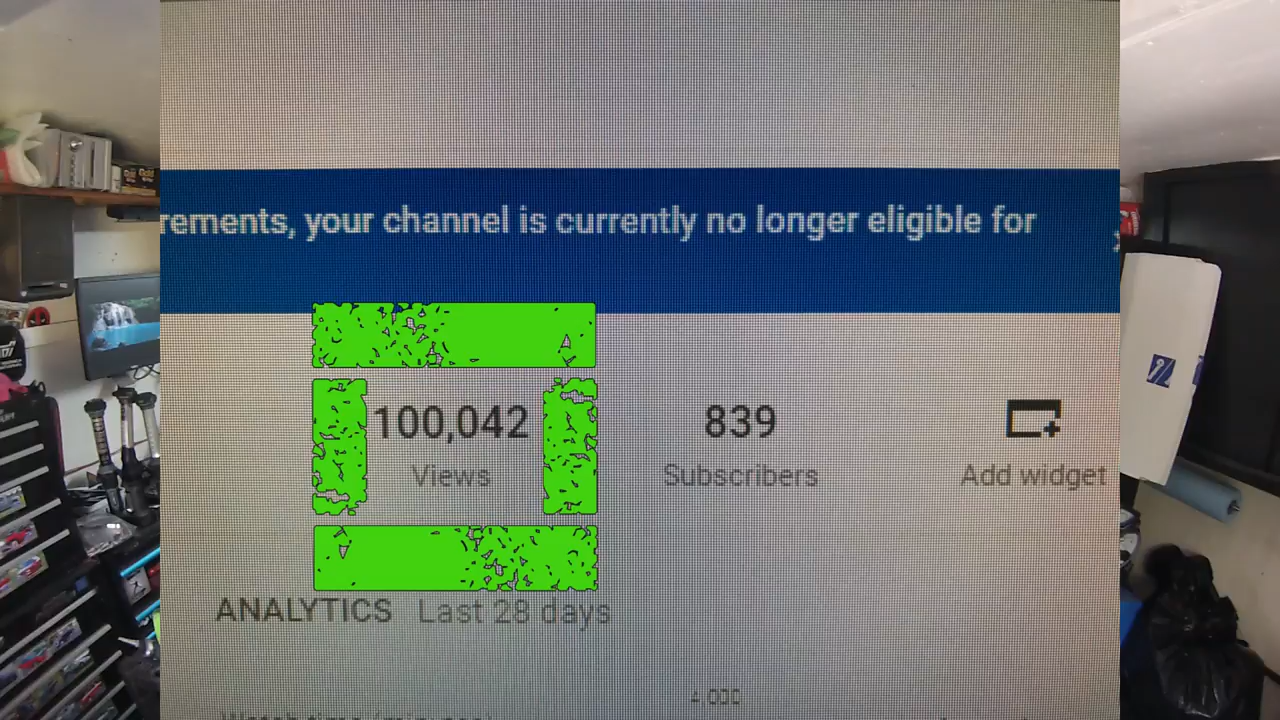 rements, your channel is currently no longer eligible for
100,042
Views
839
Subscribers
Add widget
ANALYTICS Last 28 days